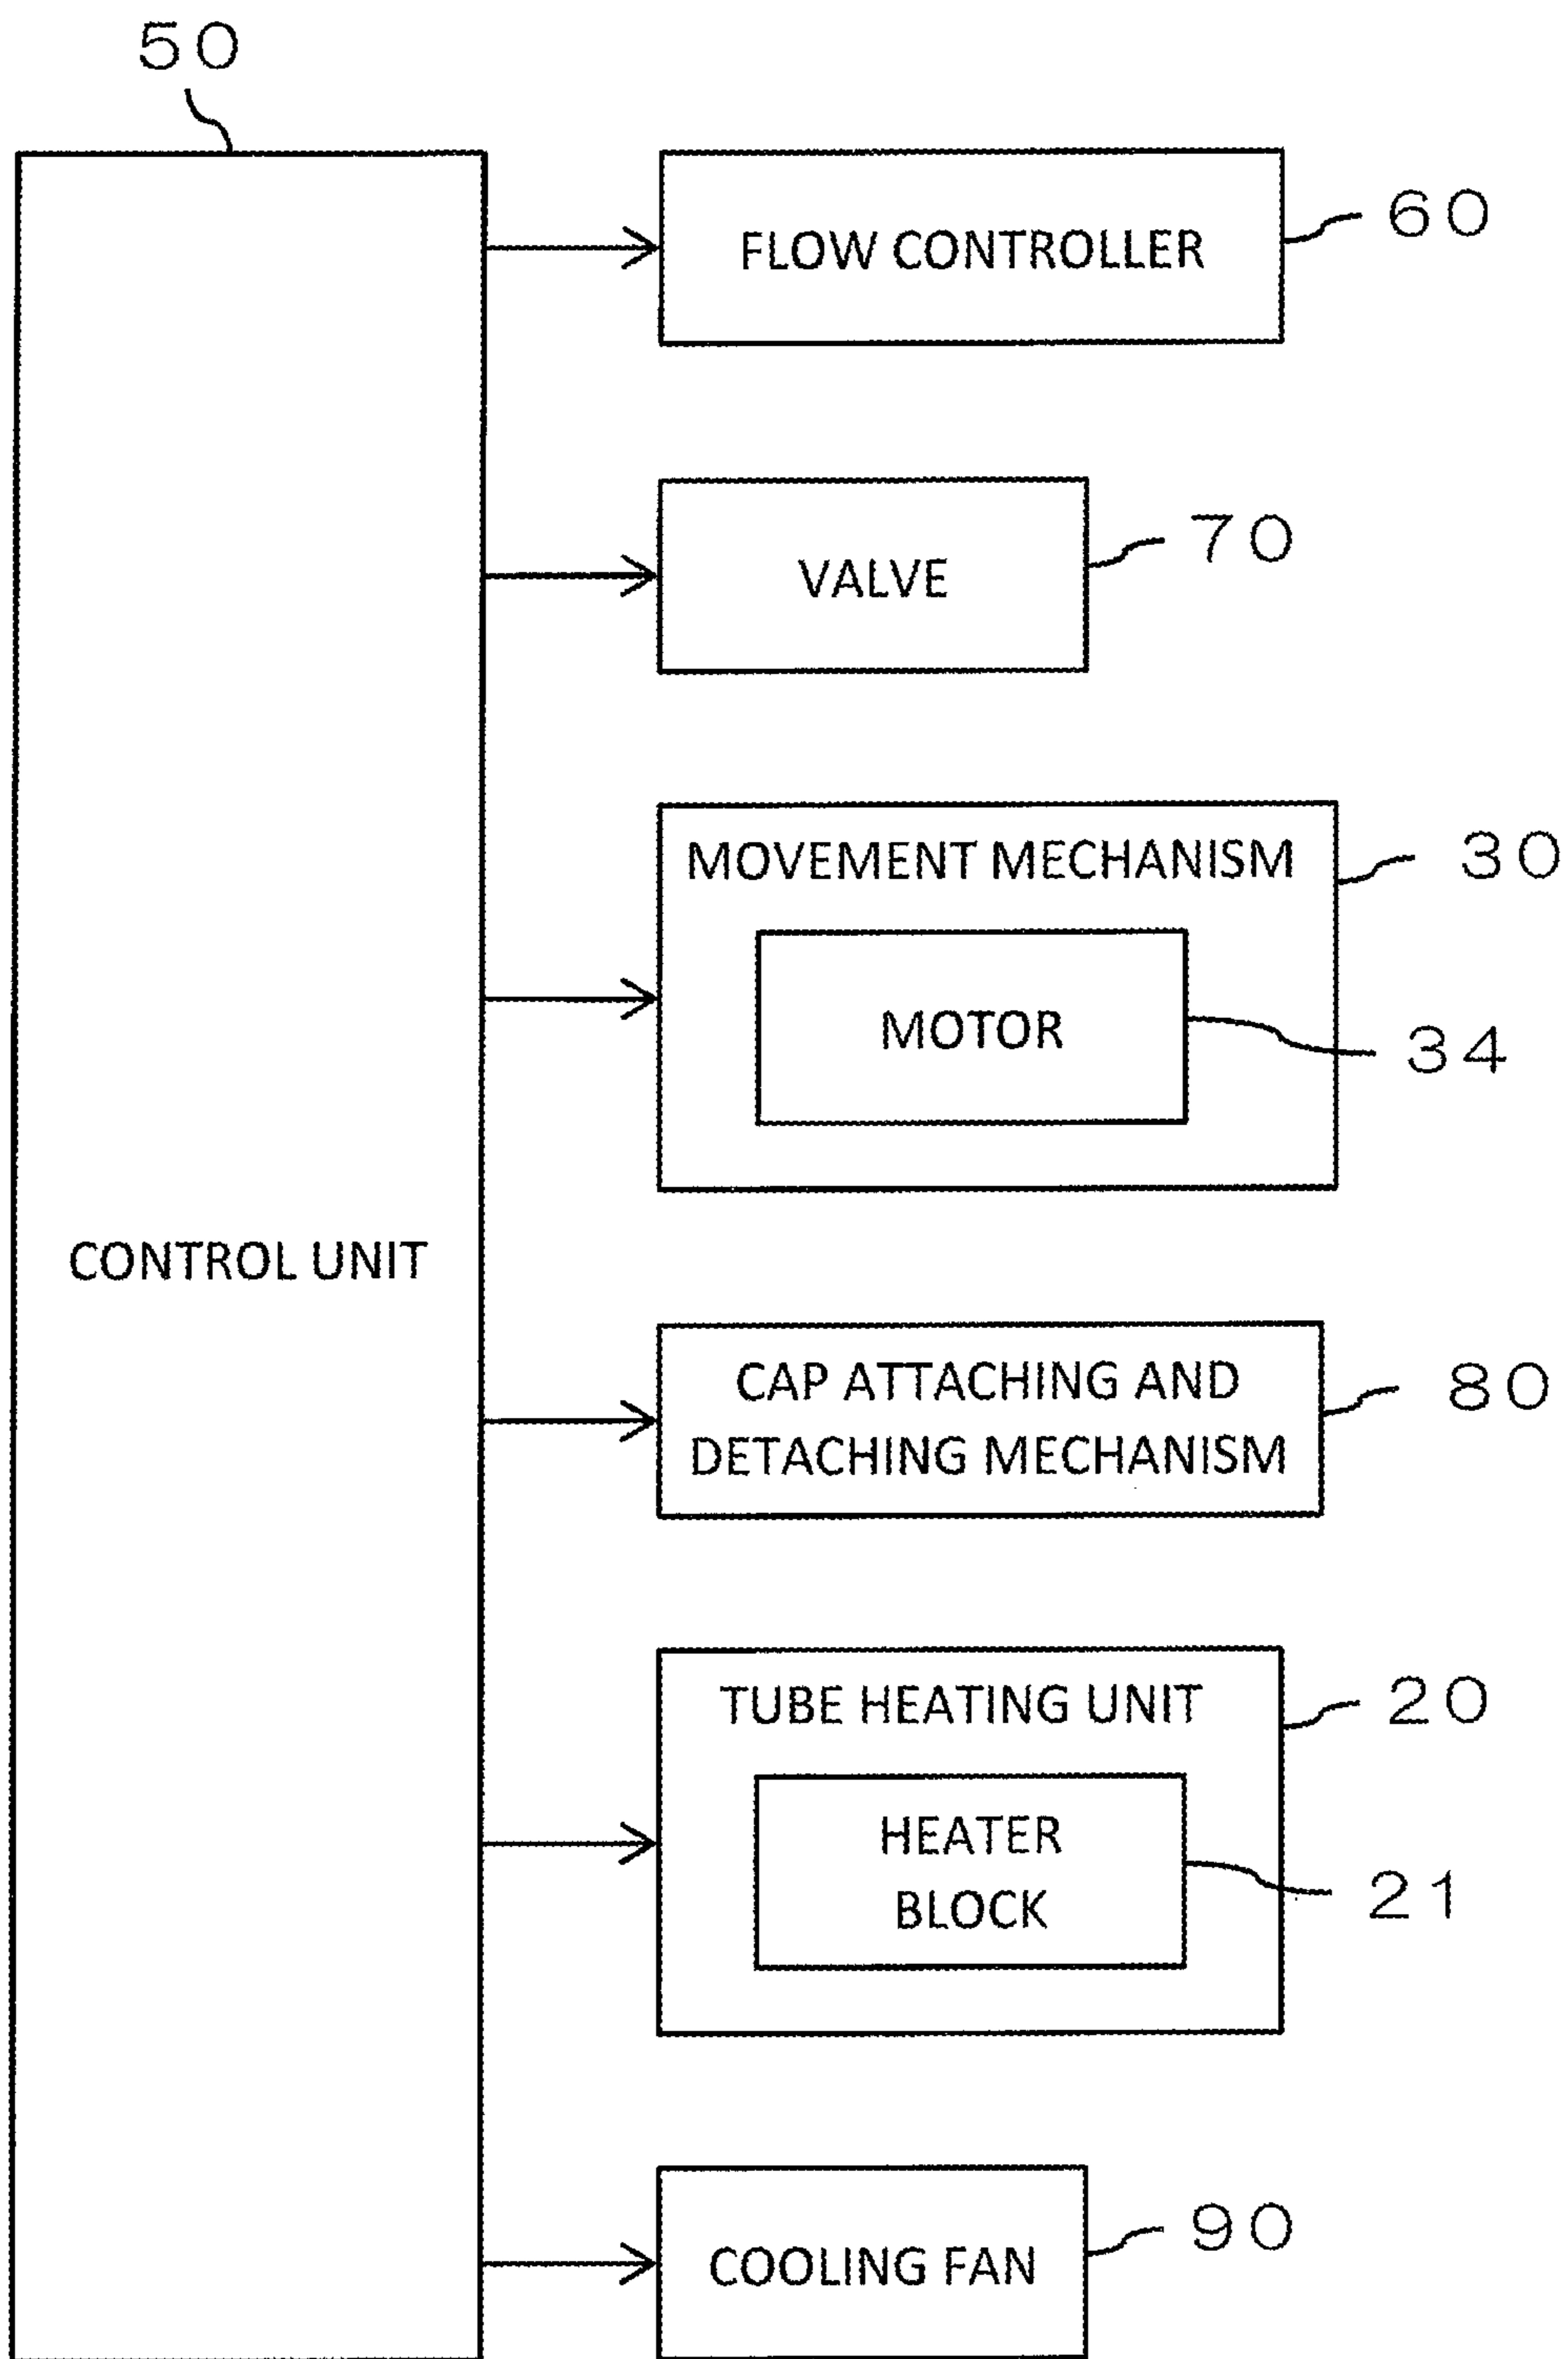 50
FLOW CONTROLLER
60
VALVE
70
MOVEMENT MECHANISM
30
MOTOR
34
CONTROL UNIT
CAP ATTACHING AND
DETACHING MECHANISM
80
TUBE HEATING UNIT
20
HEATER
BLOCK
21
COOLING FAN
90